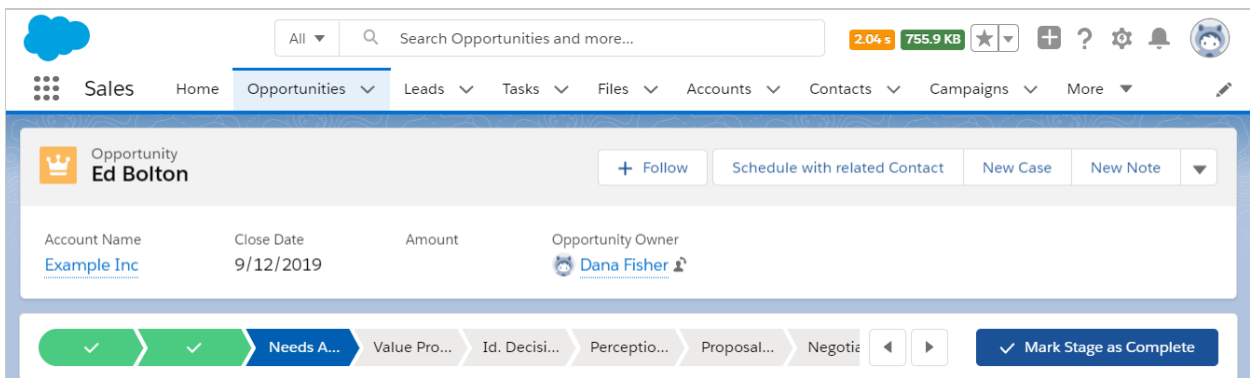 All Search Opportunities and more... 2.04 s 755.9 KB
Sales Home Opportunities Leads Tasks Files Accounts Contacts Campaigns More
Opportunity
Ed Bolton
+ Follow Schedule with related Contact New Case New Note
Account Name Close Date Amount Opportunity Owner
Example Inc 9/12/2019 Dana Fisher
Needs A... Value Pro... Id. Decisi... Perceptio... Proposal... Negotia Mark Stage as Complete